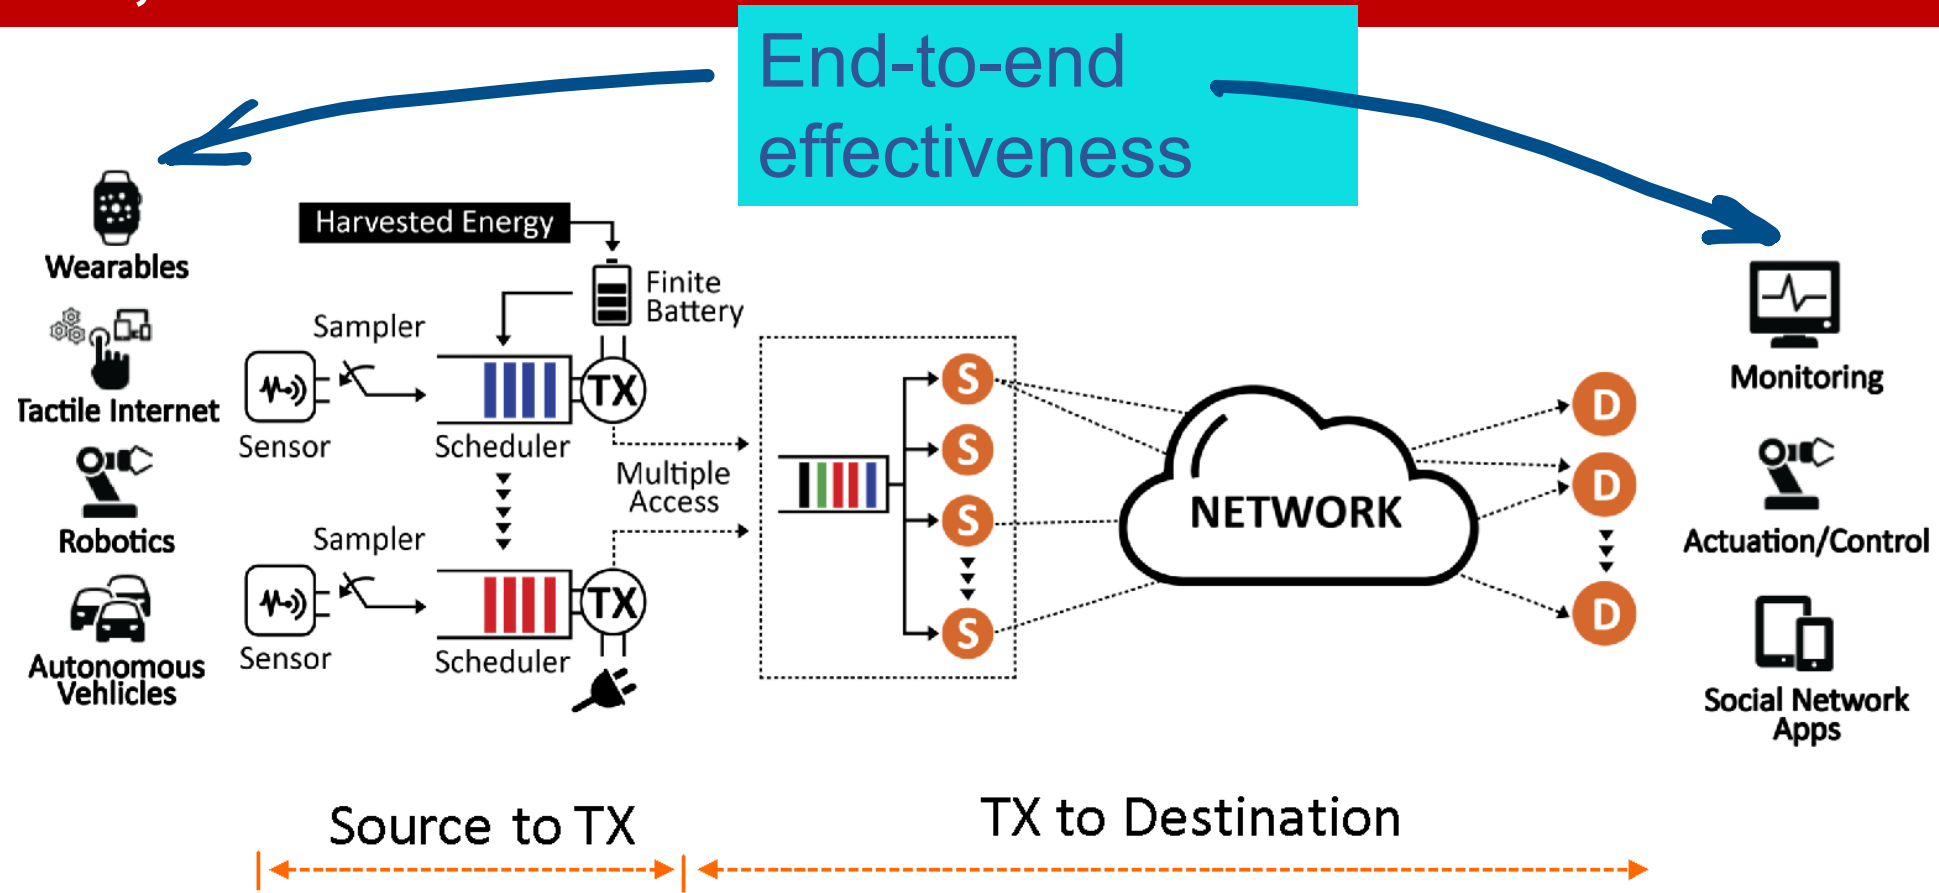 End-to-end
effectiveness
Wearables
Tactile Internet
Robotics
Autonomous
Vehlicles
Harvested Energy
Finite
Battery
Sampler
Sensor
Scheduler
TX
Multiple
Access
Sampler
Sensor
Scheduler
TX
S
S
S
S
NETWORK
D
D
D
Monitoring
Actuation/Control
Social Network
Apps
Source to TX
TX to Destination